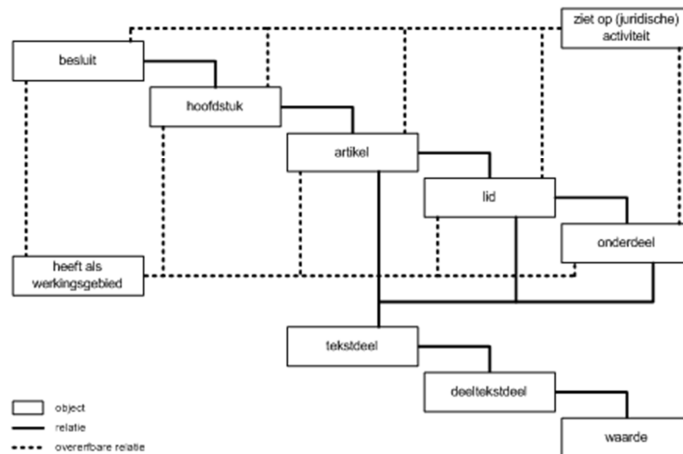 ziet op (juridische)
activiteit
besluit
hoofdstuk
artikel
lid
onderdeel
heeft als
werkingsgebied
tekstdeel
deeltekstdeel
waarde
object
relatie
overerfbare relatie